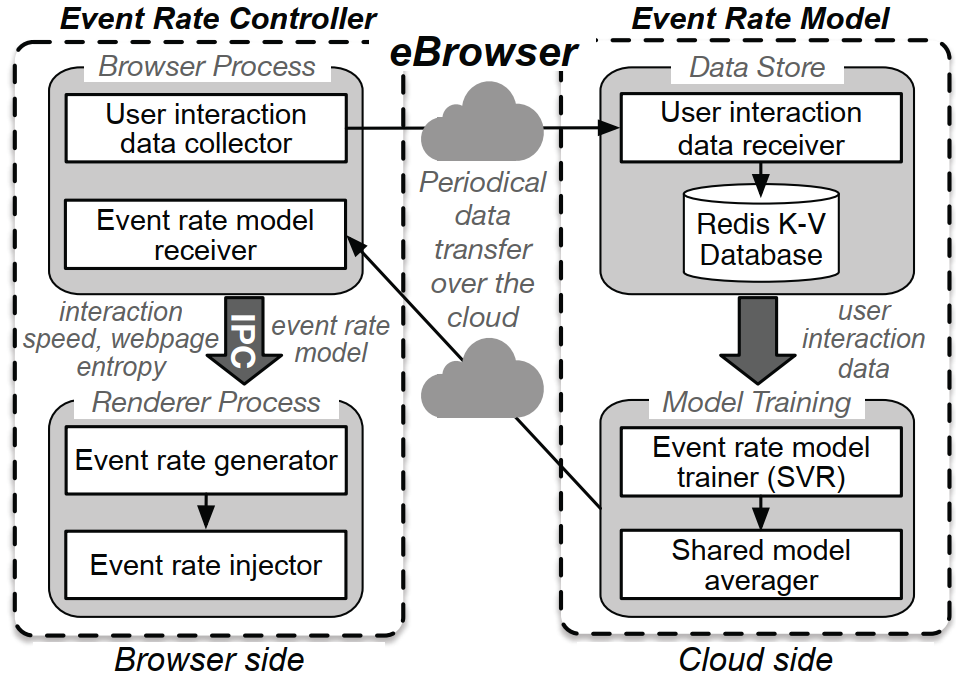 Event Rate Controller
Event Rate Model
eBrowser
Browser Process
User interaction
data collector
Event rate model
receiver
interaction
speed, webpage
entropy
IPC
event rate
model
Renderer Process
Event rate generator
Event rate injector
Browser side
Periodical
data
transfer
over the
cloud
Data Store
User interaction
data receiver
Redis K-V
Database
user
interaction
data
Model Training
Event rate model
trainer (SVR)
Shared model
averager
Cloud side